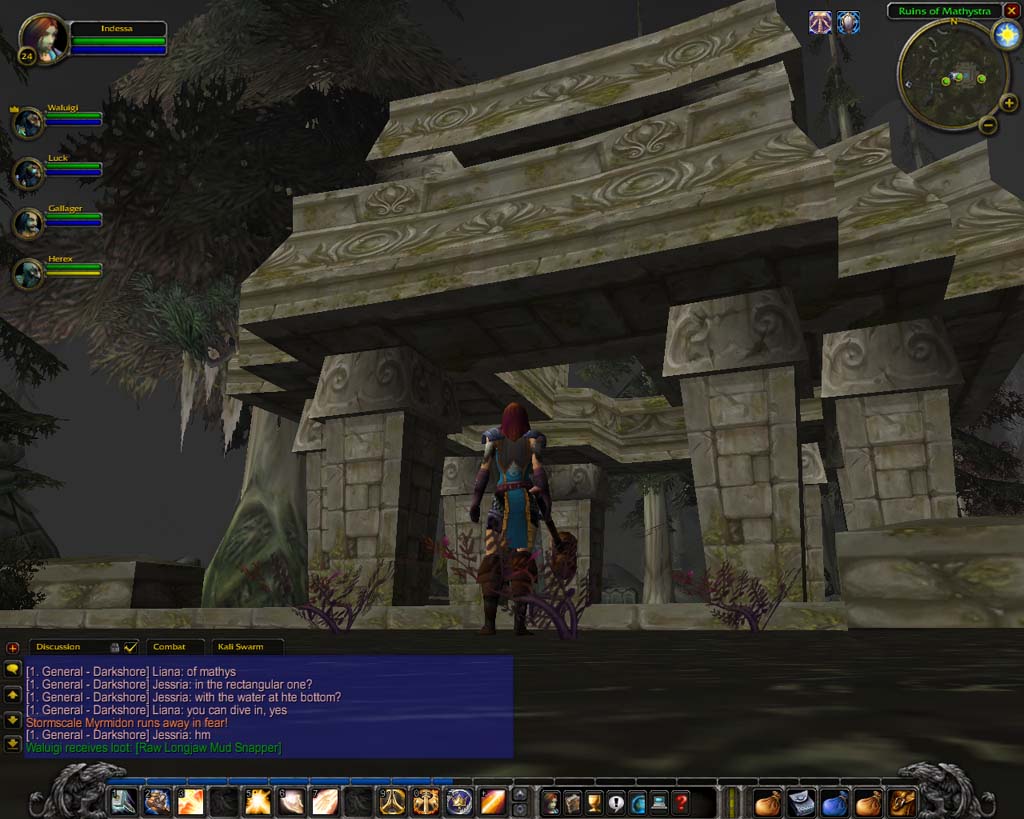 Indessa
24
Waluigi
Luck
Gallager
Herex
Ruins of Mathystra
N
Discussion
Combat
Kali Swarm
[1. General - Darkshore] Liana: of mathys
[1. General - Darkshore] Jessria: in the rectangular one?
[1. General - Darkshore] Jessria: with the water at hte bottom?
[1. General - Darkshore] Liana: you can dive in, yes
Stormscale Myrmidon runs away in fear!
[1. General - Darkshore] Jessria: hm
Waluigi receives loot: [Raw Longjaw Mud Snapper]